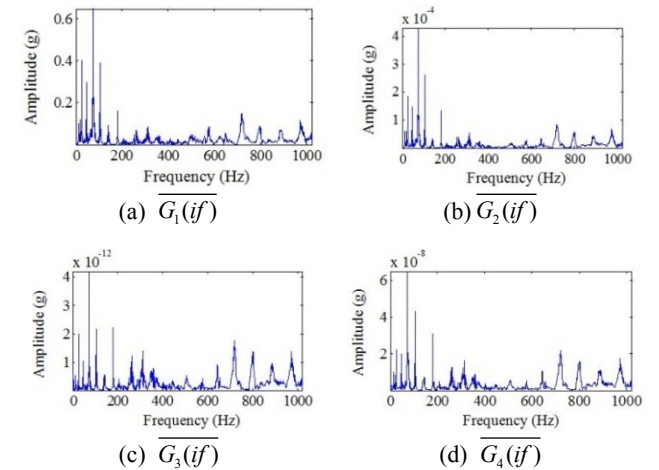 0.6
0.4
0.2
Amplitude (g)
0 200 400 600 800 1000
Frequency (Hz)
(a) G₁(if)
x 10⁻⁴
4
3
2
1
Amplitude (g)
0 200 400 600 800 1000
Frequency (Hz)
(b) G₂(if)
x 10⁻¹²
4
3
2
1
Amplitude (g)
0 200 400 600 800 1000
Frequency (Hz)
(c) G₃(if)
x 10⁻⁸
6
4
2
Amplitude (g)
0 200 400 600 800 1000
Frequency (Hz)
(d) G₄(if)